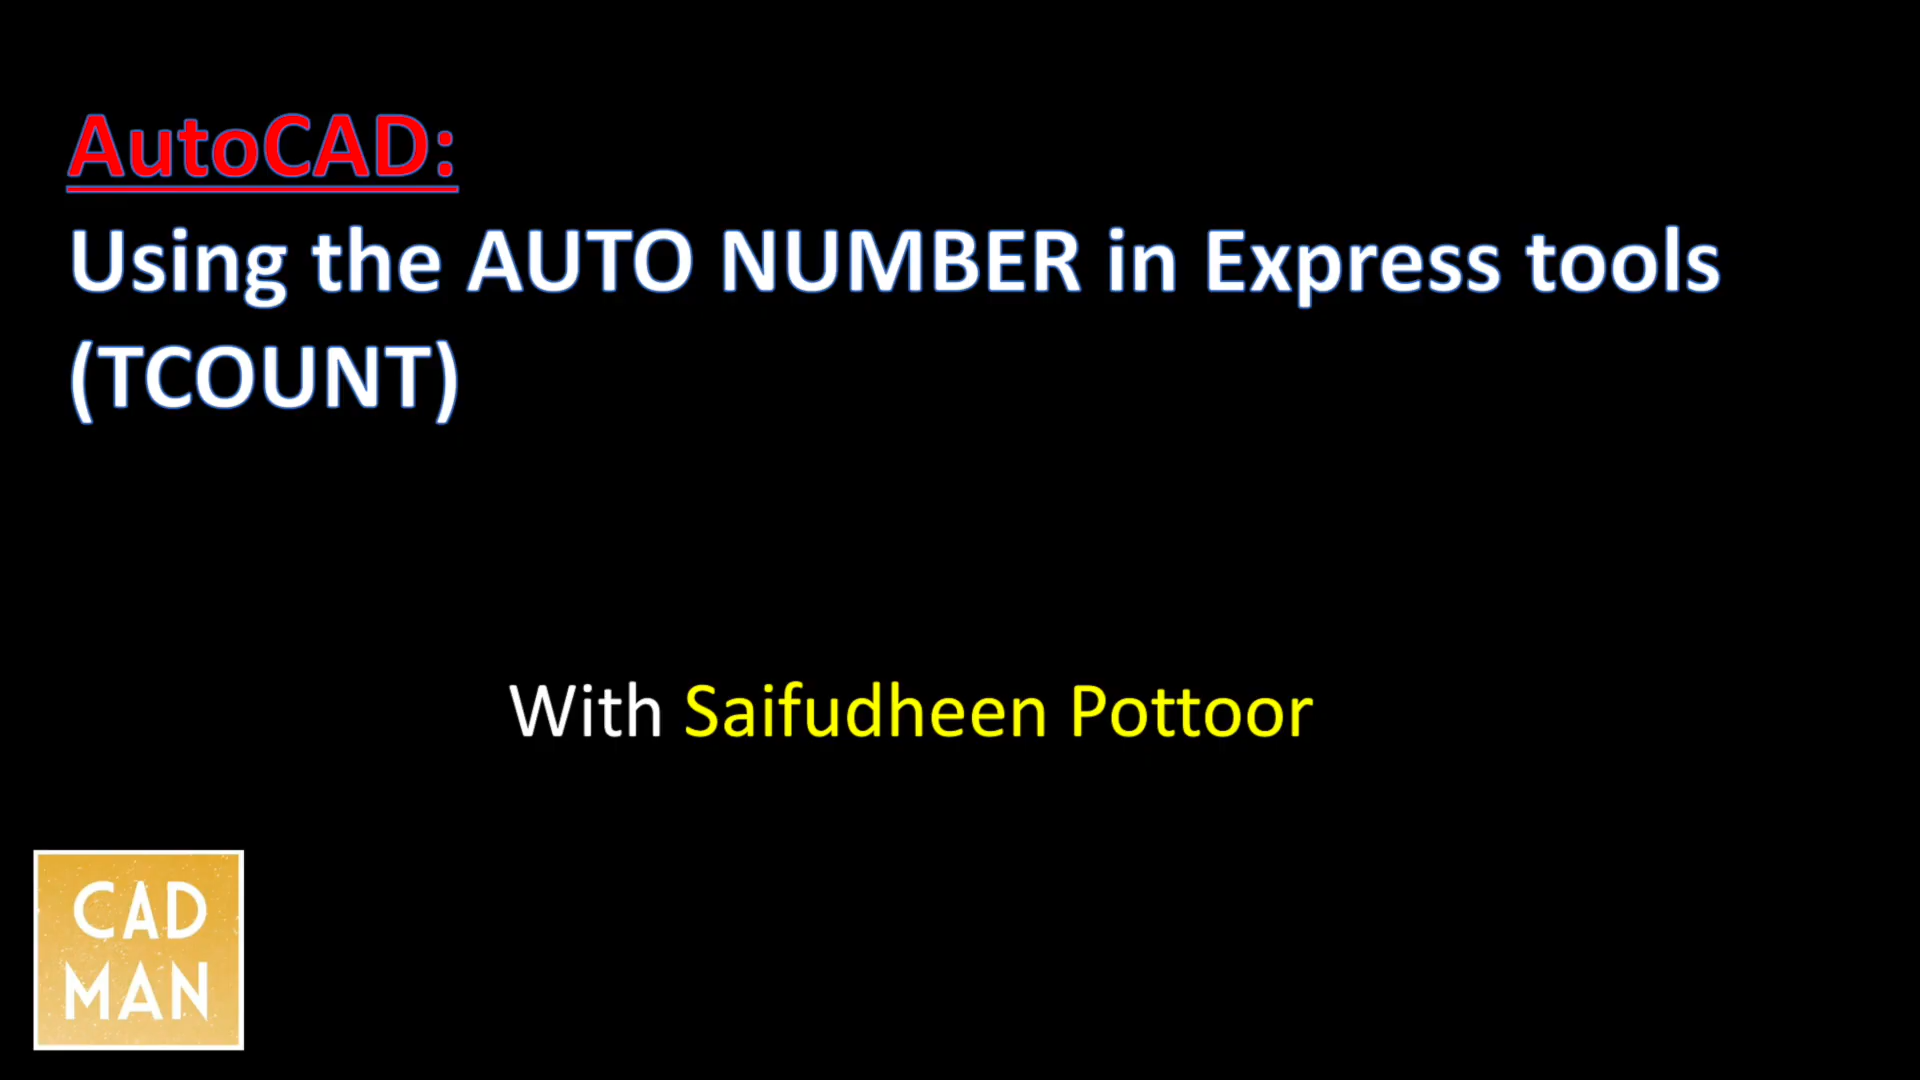 AutoCAD:
Using the AUTO NUMBER in Express tools
(TCOUNT)
With Saifudheen Pottoor
CAD
MAN